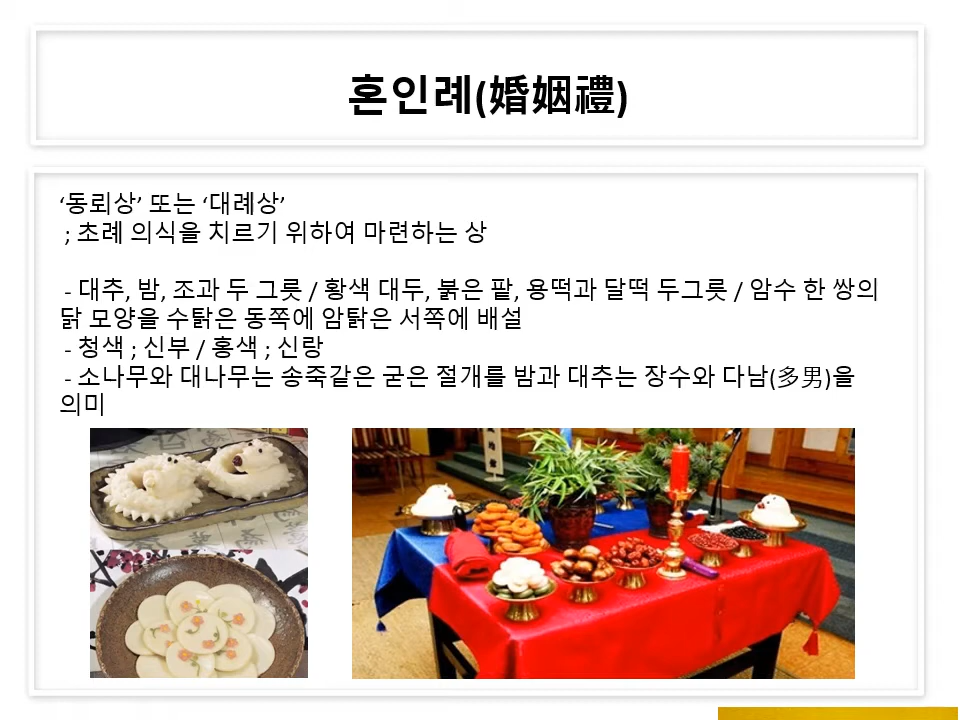 혼인례(婚姻禮)
‘동뢰상’ 또는 ‘대례상’
; 초례 의식을 치르기 위하여 마련하는 상
- 대추, 밤, 조과 두 그릇 / 황색 대두, 붉은 팥, 용떡과 달떡 두그릇 / 암수 한 쌍의
닭 모양을 수탉은 동쪽에 암탉은 서쪽에 배설
- 청색 ; 신부 / 홍색 ; 신랑
- 소나무와 대나무는 송죽같은 굳은 절개를 밤과 대추는 장수와 다남(多男)을
의미